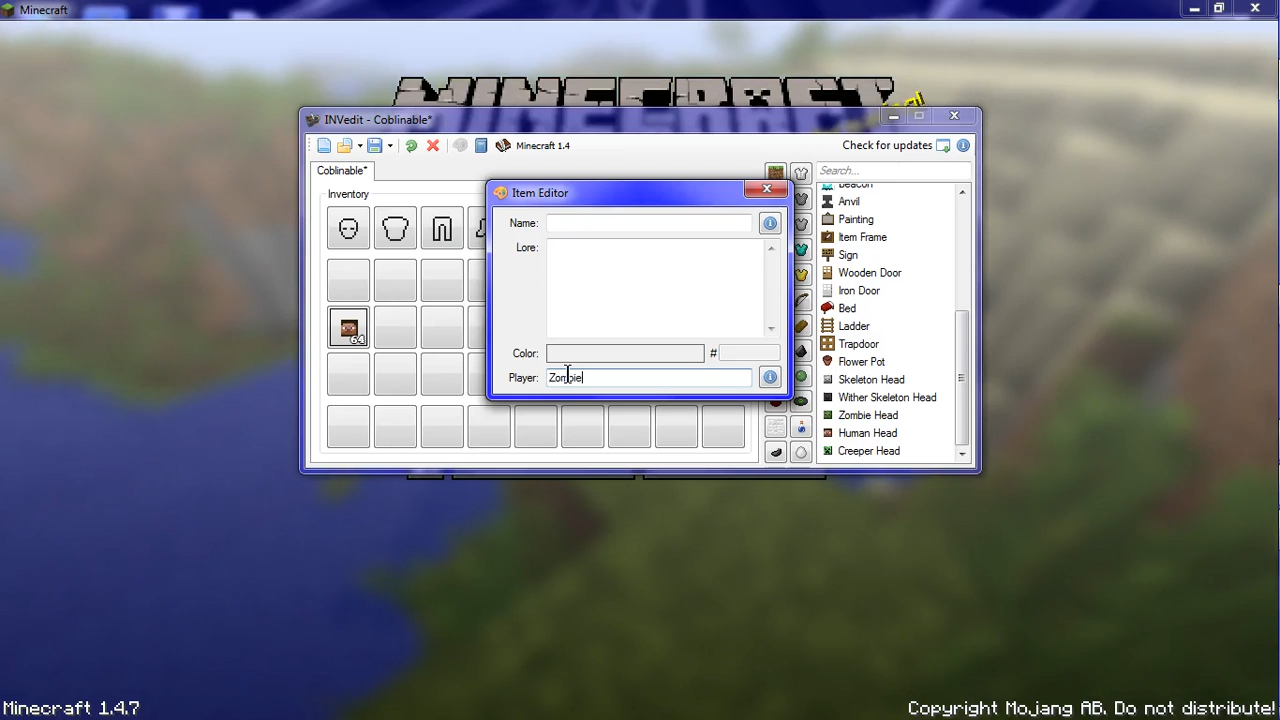 Minecraft
MINECRAFT
INVedit - Coblinable*
Minecraft 1.4
Check for updates
Coblinable*
Search...
Inventory
Item Editor
Name:
Lore:
Color:
#
Player:
Zombie
64
Beacon
Anvil
Painting
Item Frame
Sign
Wooden Door
Iron Door
Bed
Ladder
Trapdoor
Flower Pot
Skeleton Head
Wither Skeleton Head
Zombie Head
Human Head
Creeper Head
Minecraft 1.4.7
Copyright Mojang AB. Do not distribute!